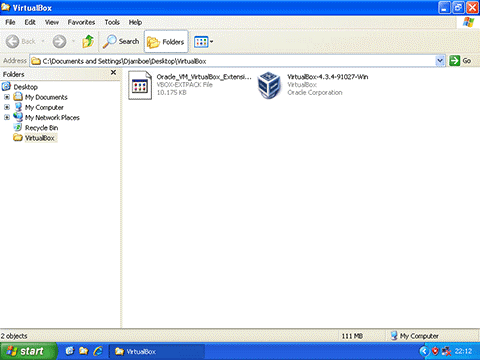 VirtualBox
File Edit View Favorites Tools Help
Back Search Folders
Address C:\Documents and Settings\Djamboe\Desktop\VirtualBox Go
Folders
Desktop
My Documents
My Computer
My Network Places
Recycle Bin
VirtualBox
Oracle_VM_VirtualBox_Extensi...
VBOX-EXTPACK File
10.175 KB
VirtualBox-4.3.4-91027-Win
VirtualBox
Oracle Corporation
2 objects 111 MB My Computer
start VirtualBox 22:12